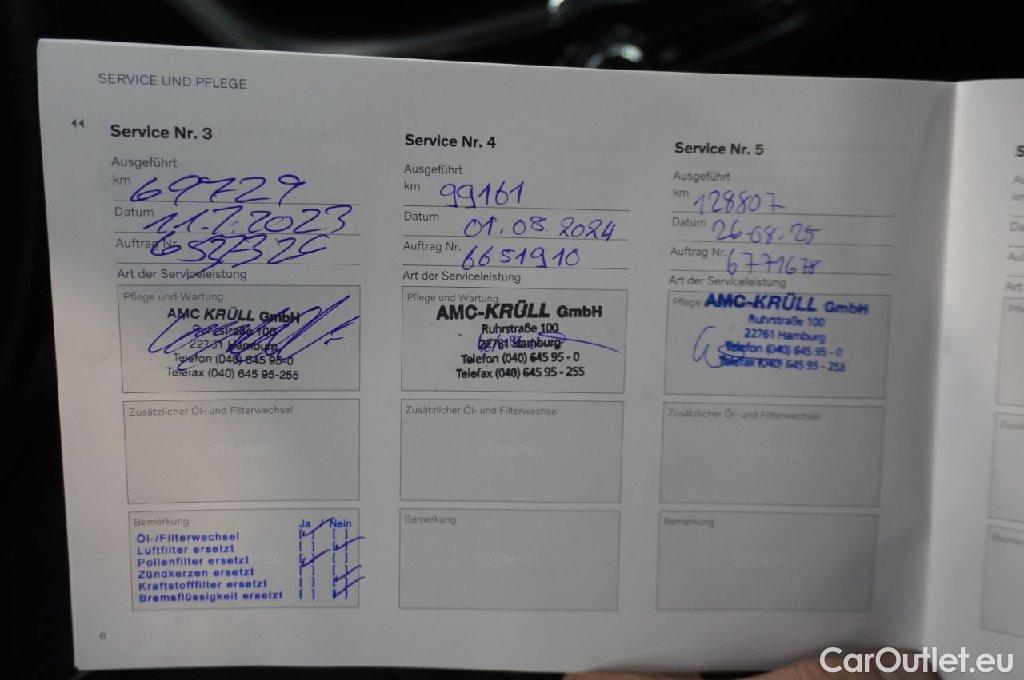 SERVICE UND PFLEGE
Service Nr. 3
Ausgeführt
km 69729
Datum 11.7.2023
Auftrag Nr.
Art der Serviceleistung
Pflege und Wartung
AMC KRÜLL GmbH
Ruhrstraße 100
22761 Hamburg
Telefon (040) 645 95-0
Telefax (040) 645 95-255
Zusätzlicher Öl- und Filterwechsel
STEMPEL
Bemerkung
Ja / Nein
Öl-/Filterwechsel [ ] [ ]
Luftfilter ersetzt [ ] [ ]
Pollenfilter ersetzt [ ] [ ]
Zündkerzen ersetzt [ ] [ ]
Kraftstofffilter ersetzt [ ] [ ]
Bremsflüssigkeit ersetzt [ ] [ ]
8
Service Nr. 4
Ausgeführt
km 99161
Datum 01.08.2024
Auftrag Nr. 6651910
Art der Serviceleistung
Pflege und Wartung
AMC-KRÜLL GmbH
Ruhrstraße 100
22761 Hamburg
Telefon (040) 645 95 - 0
Telefax (040) 645 95 - 255
Zusätzlicher Öl- und Filterwechsel
STEMPEL
Bemerkung
STEMPEL
Service Nr. 5
Ausgeführt
km 128807
Datum 26.08.25
Auftrag Nr. 6771678
Art der Serviceleistung
Pflege
AMC-KRÜLL GmbH
Ruhrstraße 100
22761 Hamburg
Telefon (040) 645 95 - 0
Telefax (040) 645 95 - 255
Zusätzlicher Öl- und Filterwechsel
STEMPEL
Bemerkung
STEMPEL
CarOutlet.eu